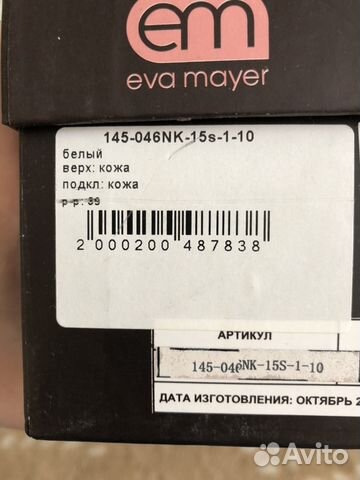 em
eva mayer
145-046NK-15s-1-10
белый
верх: кожа
подкл: кожа
р-р: 39
2 000200 487838
АРТИКУЛ
145-046NK-15S-1-10
ДАТА ИЗГОТОВЛЕНИЯ: ОКТЯБРЬ 2
Avito